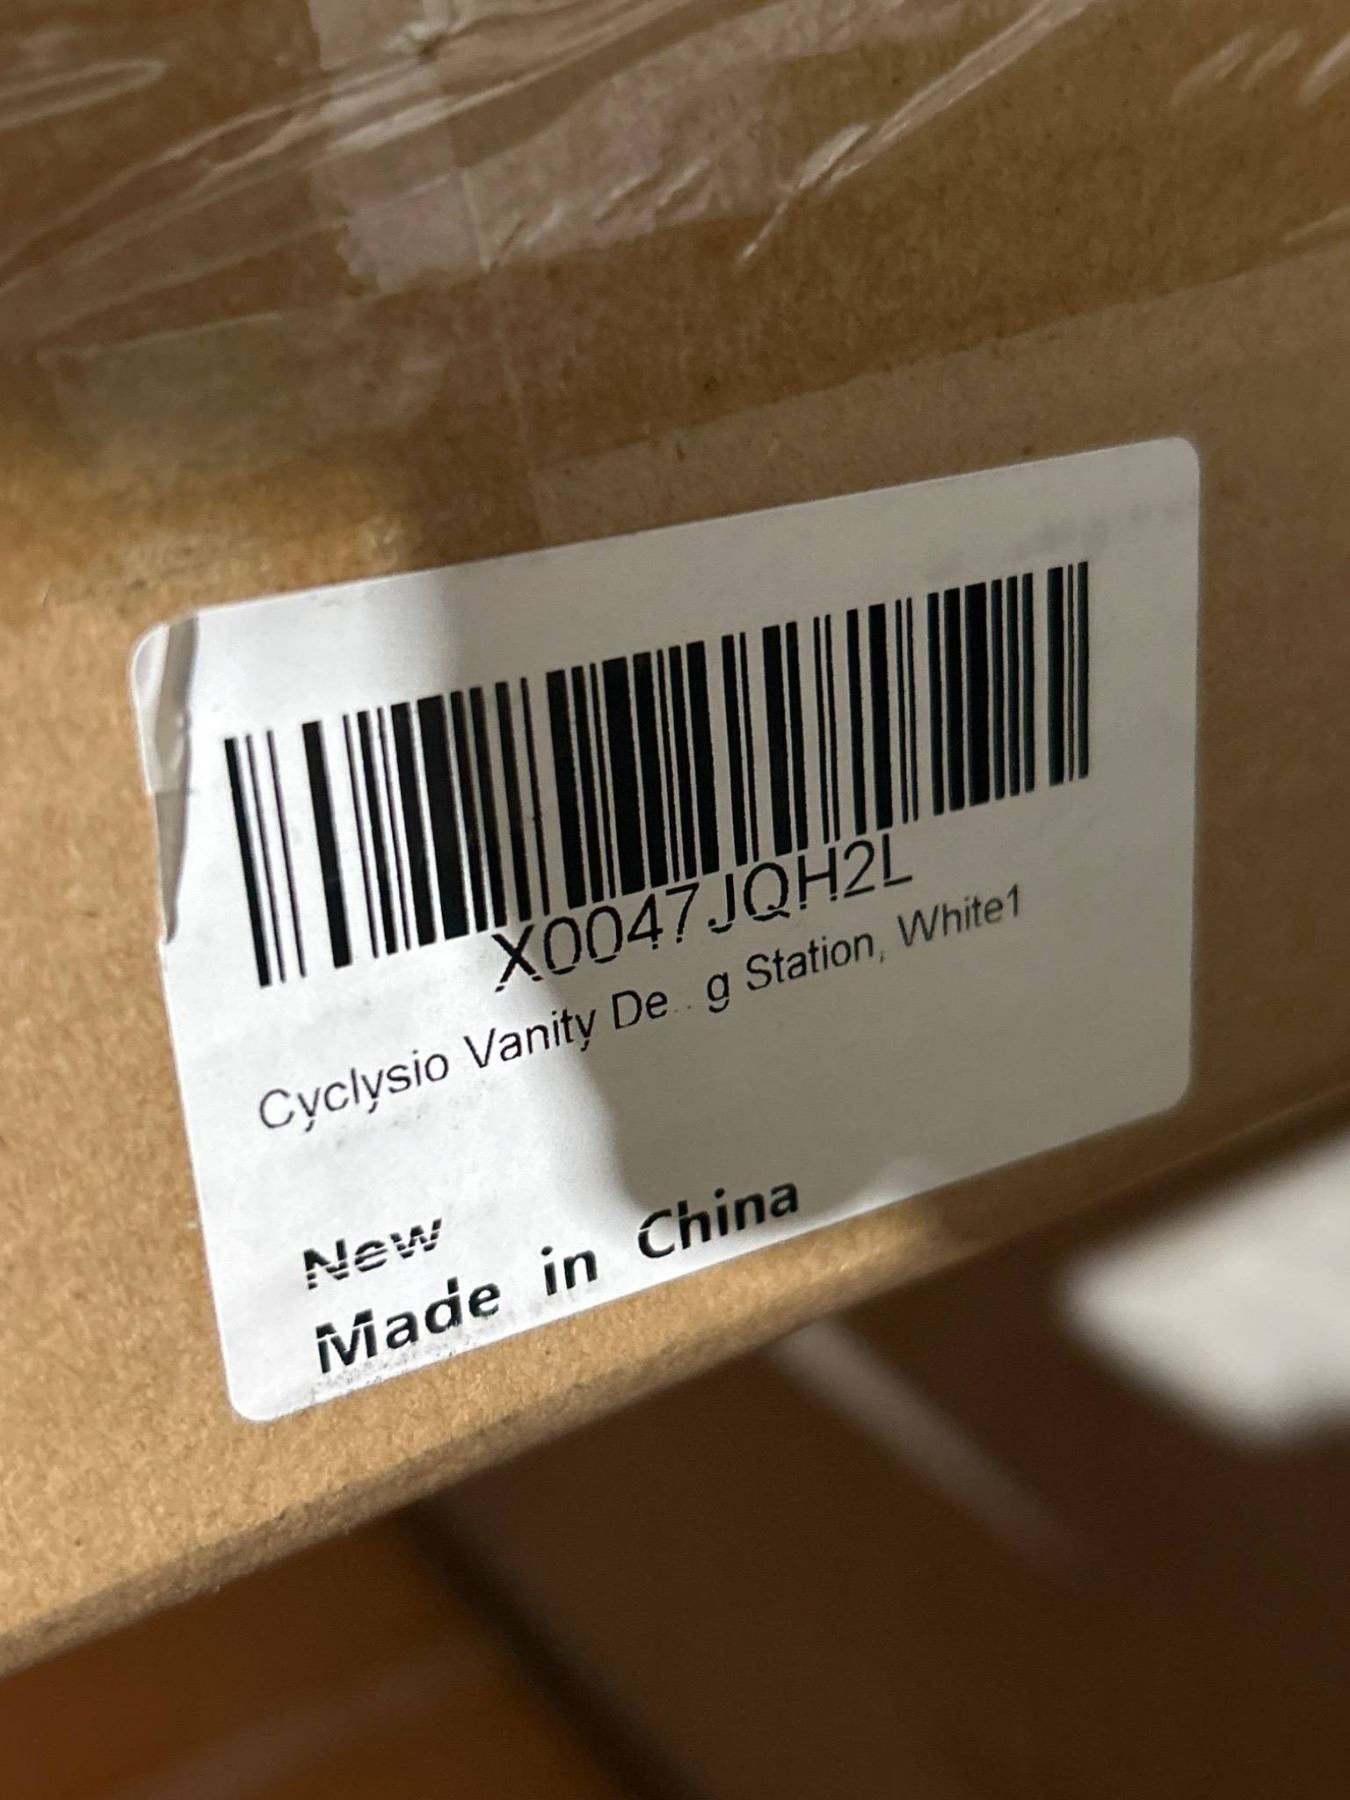 X0047JQH2L
Cyclysio Vanity De...g Station, White1
New
Made in China